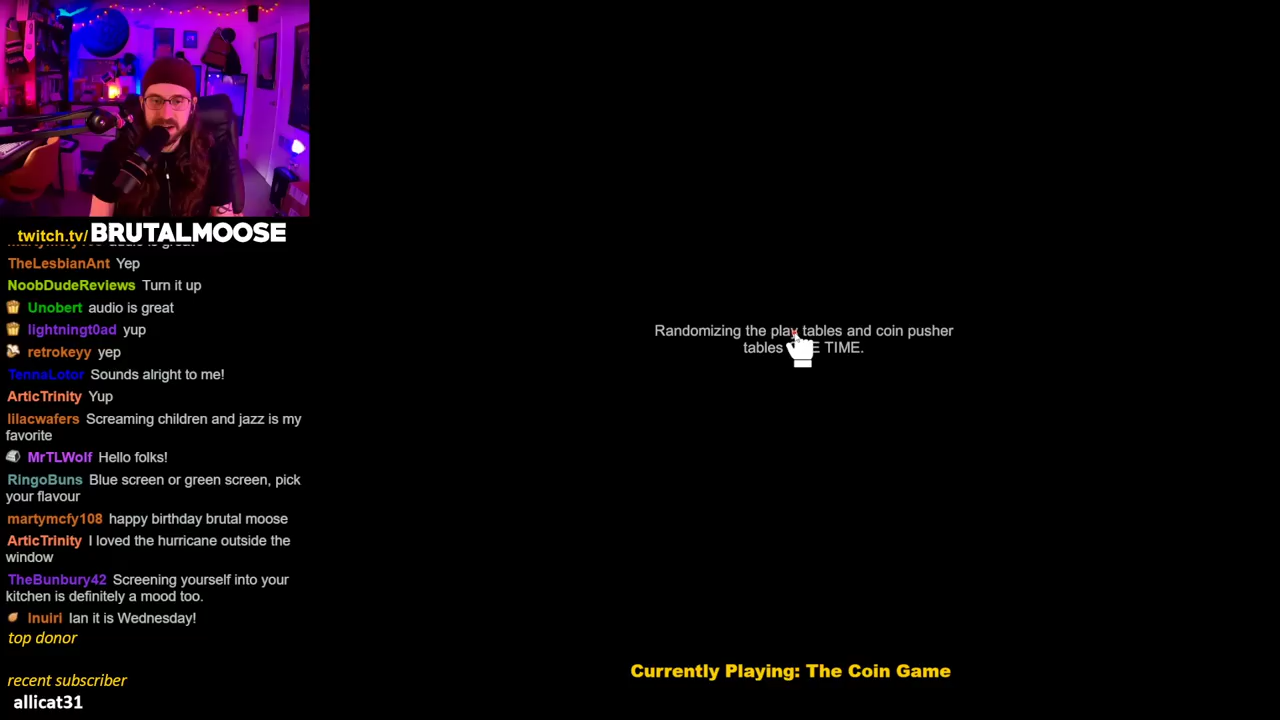 twitch.tv/BRUTALMOOSE
TheLesbianAnt Yep
NoobDudeReviews Turn it up
Unobert audio is great
lightningt0ad yup
retrokeyy yep
TennaLotor Sounds alright to me!
ArticTrinity Yup
lilacwafers Screaming children and jazz is my
favorite
MrTLWolf Hello folks!
RingoBuns Blue screen or green screen, pick
your flavour
martymcfy108 happy birthday brutal moose
ArticTrinity I loved the hurricane outside the
window
TheBunbury42 Screening yourself into your
kitchen is definitely a mood too.
Inuiri Ian it is Wednesday!
top donor
recent subscriber
allicat31
Randomizing the play tables and coin pusher
tables TIME.
Currently Playing: The Coin Game